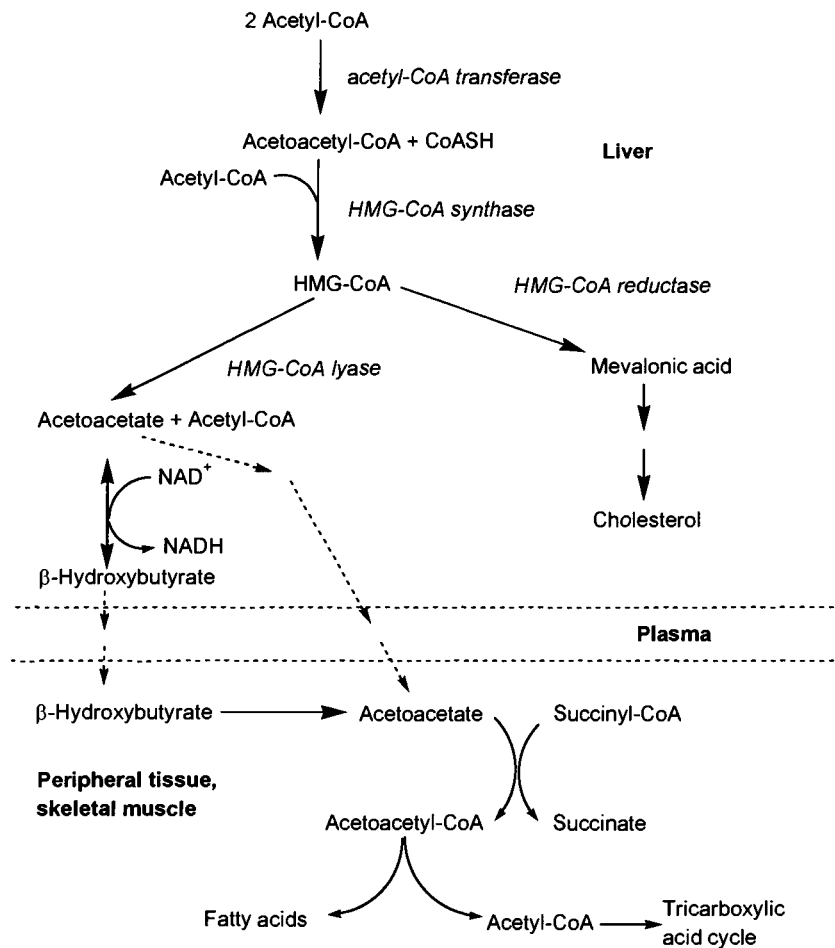 2 Acetyl-CoA
acetyl-CoA transferase
Acetoacetyl-CoA + CoASH
Liver
Acetyl-CoA
HMG-CoA synthase
HMG-CoA
HMG-CoA reductase
HMG-CoA lyase
Mevalonic acid
Acetoacetate + Acetyl-CoA
NAD+
Cholesterol
NADH
β-Hydroxybutyrate
Plasma
β-Hydroxybutyrate
Acetoacetate
Succinyl-CoA
Peripheral tissue,
skeletal muscle
Acetoacetyl-CoA
Succinate
Fatty acids
Acetyl-CoA
Tricarboxylic
acid cycle